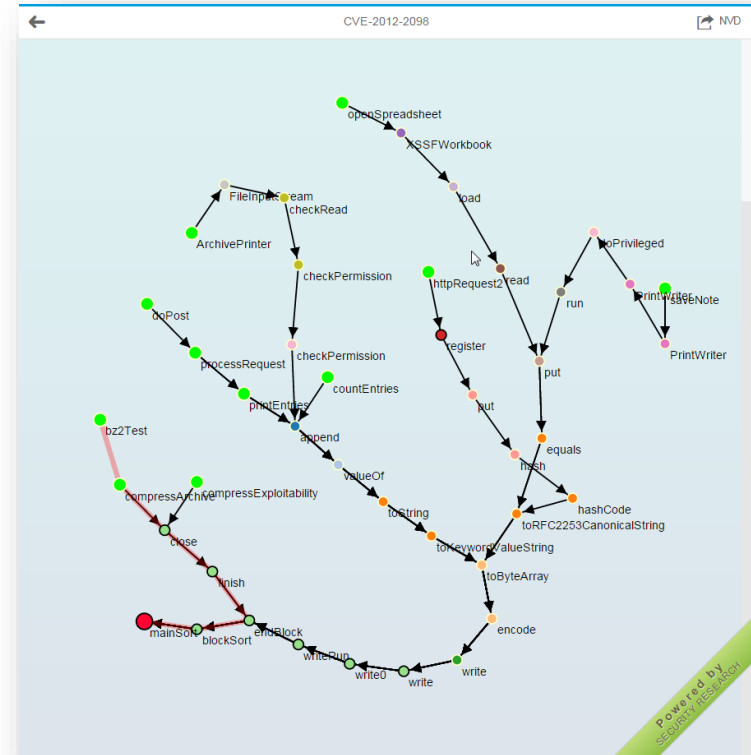 CVE-2012-2098
NVD
openSpreadsheet
XSSFWorkbook
FileInputStream
load
checkRead
ArchivePrinter
doPrivileged
checkPermission
httpRequest2
read
PrintWriter
saveNote
run
doPost
register
PrintWriter
processRequest
checkPermission
put
countEntries
printEntries
put
bz2Test
append
equals
hash
valueOf
compressArchive
compressExploitability
hashCode
toString
toRFC2253CanonicalString
close
toKeywordValueString
toByteArray
finish
mainSort
blockSort
endBlock
encode
writeRun
write0
write
write
Powered by
SECURITY RESEARCH